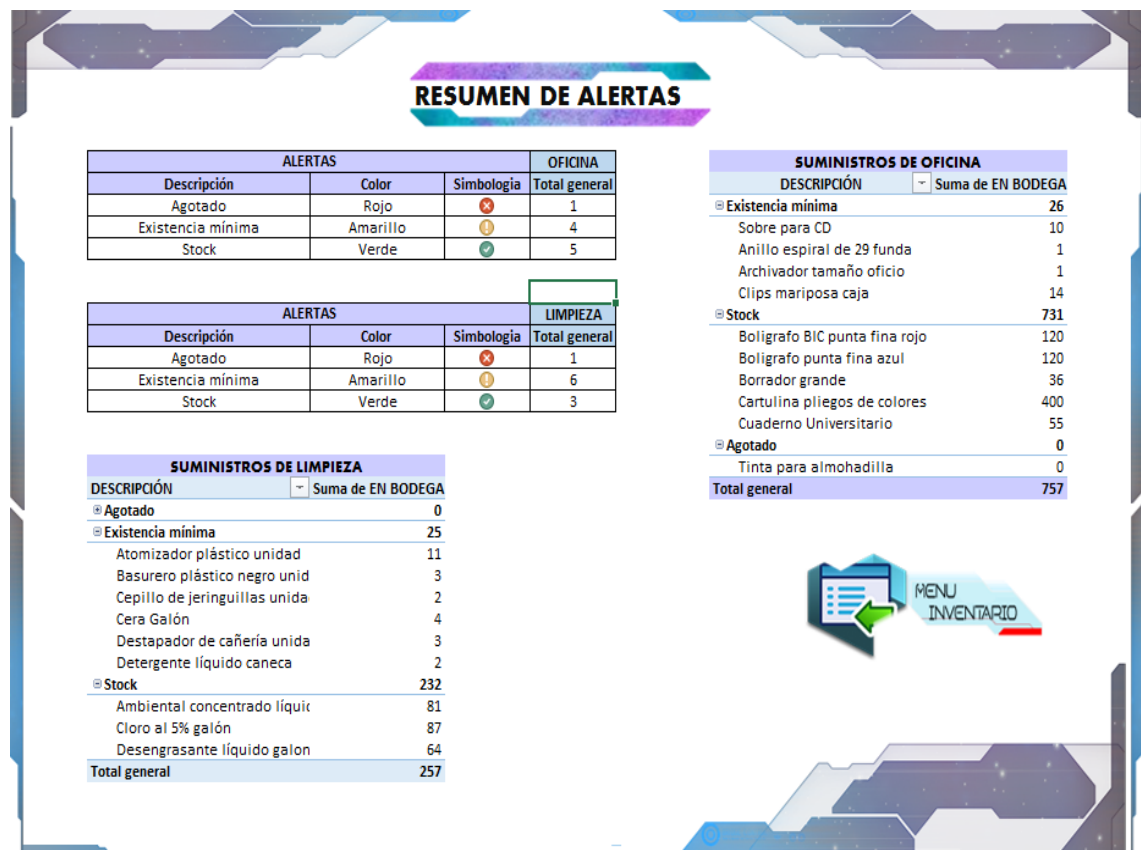 RESUMEN DE ALERTAS
ALERTAS OFICINA
Descripción Color Simbologia Total general
Agotado Rojo 1
Existencia mínima Amarillo 4
Stock Verde 5
ALERTAS LIMPIEZA
Descripción Color Simbologia Total general
Agotado Rojo 1
Existencia mínima Amarillo 6
Stock Verde 3
SUMINISTROS DE LIMPIEZA
DESCRIPCIÓN Suma de EN BODEGA
Agotado 0
Existencia mínima 25
Atomizador plástico unidad 11
Basurero plástico negro unid 3
Cepillo de jeringuillas unida 2
Cera Galón 4
Destapador de cañería unida 3
Detergente líquido caneca 2
Stock 232
Ambiental concentrado líquic 81
Cloro al 5% galón 87
Desengrasante líquido galon 64
Total general 257
SUMINISTROS DE OFICINA
DESCRIPCIÓN Suma de EN BODEGA
Existencia mínima 26
Sobre para CD 10
Anillo espiral de 29 funda 1
Archivador tamaño oficio 1
Clips mariposa caja 14
Stock 731
Boligrafo BIC punta fina rojo 120
Boligrafo punta fina azul 120
Borrador grande 36
Cartulina pliegos de colores 400
Cuaderno Universitario 55
Agotado 0
Tinta para almohadilla 0
Total general 757
MENU
INVENTARIO